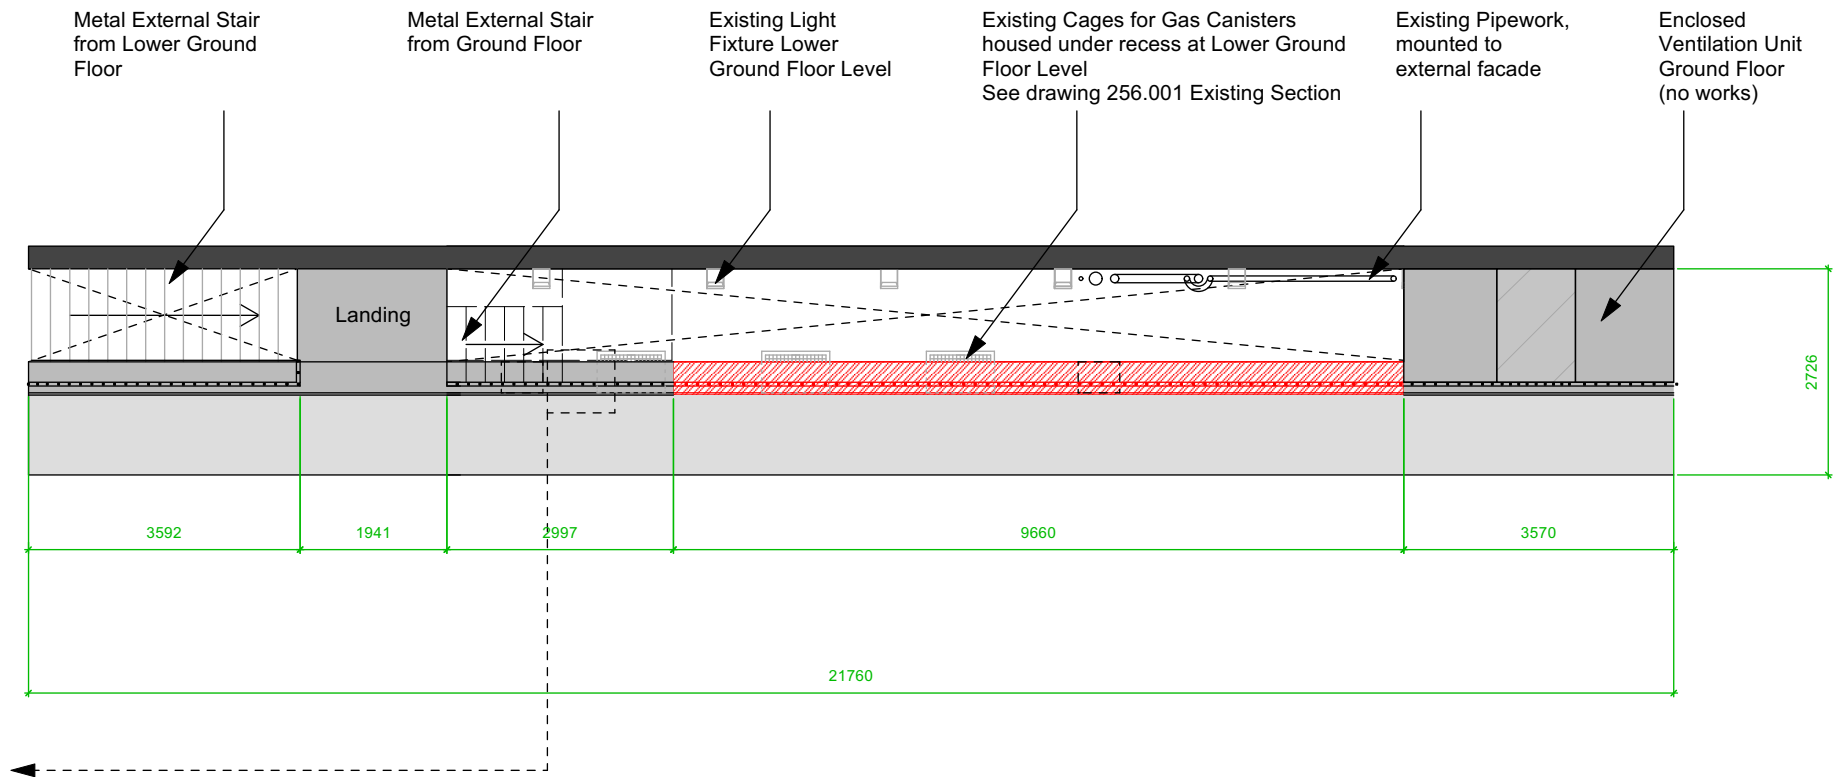 Metal External Stair
from Lower Ground
Floor
Metal External Stair
from Ground Floor
Existing Light
Fixture Lower
Ground Floor Level
Existing Cages for Gas Canisters
housed under recess at Lower Ground
Floor Level
See drawing 256.001 Existing Section
Existing Pipework,
mounted to
external facade
Enclosed
Ventilation Unit
Ground Floor
(no works)
Landing
2726
3592
1941
2997
9660
3570
21760